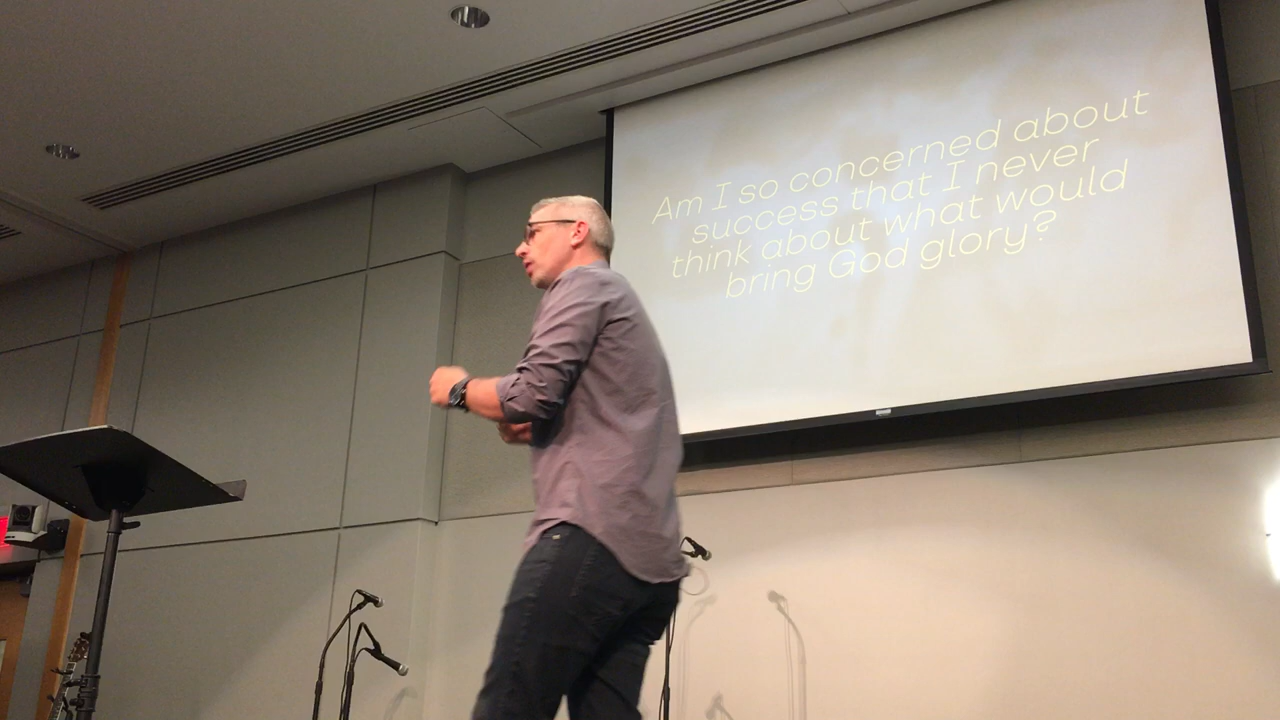 Am I so concerned about
success that I never
think about what would
bring God glory?